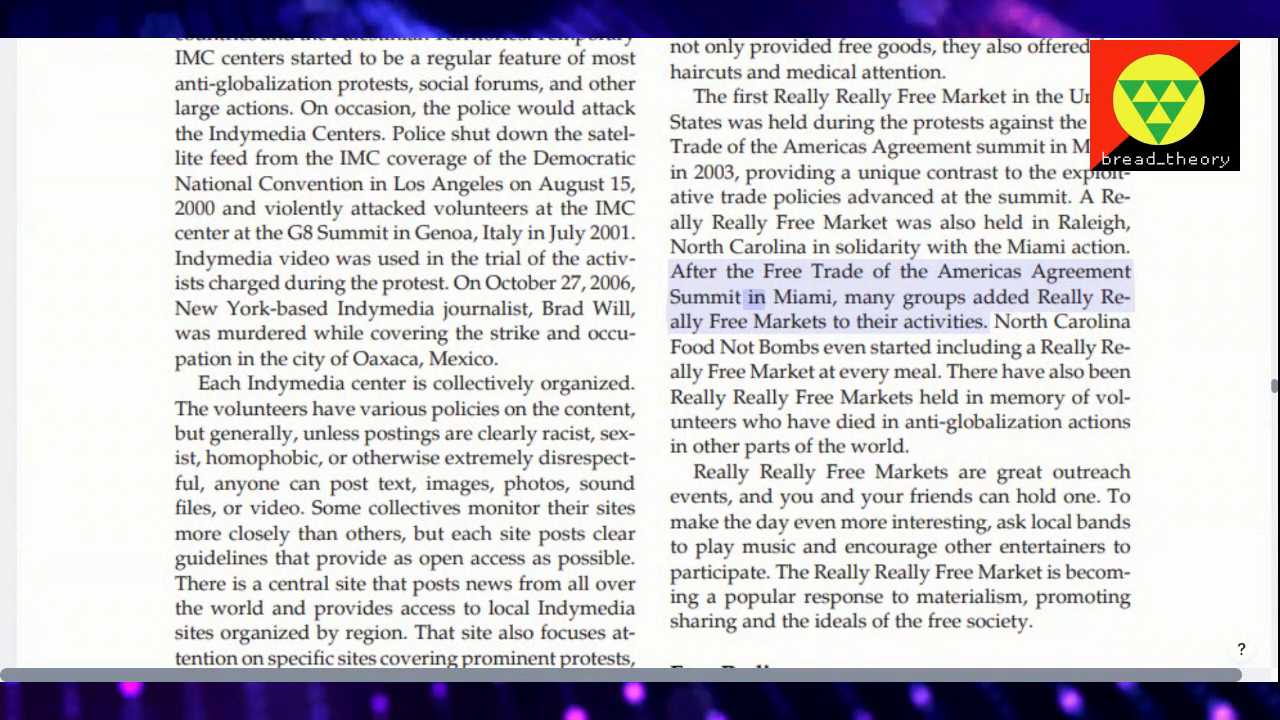 IMC centers started to be a regular feature of most
anti-globalization protests, social forums, and other
large actions. On occasion, the police would attack
the Indymedia Centers. Police shut down the satel-
lite feed from the IMC coverage of the Democratic
National Convention in Los Angeles on August 15,
2000 and violently attacked volunteers at the IMC
center at the G8 Summit in Genoa, Italy in July 2001.
Indymedia video was used in the trial of the activ-
ists charged during the protest. On October 27, 2006,
New York-based Indymedia journalist, Brad Will,
was murdered while covering the strike and occu-
pation in the city of Oaxaca, Mexico.
Each Indymedia center is collectively organized.
The volunteers have various policies on the content,
but generally, unless postings are clearly racist, sex-
ist, homophobic, or otherwise extremely disrespect-
ful, anyone can post text, images, photos, sound
files, or video. Some collectives monitor their sites
more closely than others, but each site posts clear
guidelines that provide as open access as possible.
There is a central site that posts news from all over
the world and provides access to local Indymedia
sites organized by region. That site also focuses at-
tention on specific sites covering prominent protests,
not only provided free goods, they also offered
haircuts and medical attention.
The first Really Really Free Market in the
States was held during the protests against the
Trade of the Americas Agreement summit in
in 2003, providing a unique contrast to the exploit-
ative trade policies advanced at the summit. A Re-
ally Really Free Market was also held in Raleigh,
North Carolina in solidarity with the Miami action.
After the Free Trade of the Americas Agreement
Summit in Miami, many groups added Really Re-
ally Free Markets to their activities. North Carolina
Food Not Bombs even started including a Really Re-
ally Free Market at every meal. There have also been
Really Really Free Markets held in memory of vol-
unteers who have died in anti-globalization actions
in other parts of the world.
Really Really Free Markets are great outreach
events, and you and your friends can hold one. To
make the day even more interesting, ask local bands
to play music and encourage other entertainers to
participate. The Really Really Free Market is becom-
ing a popular response to materialism, promoting
sharing and the ideals of the free society.
bread_theory
?